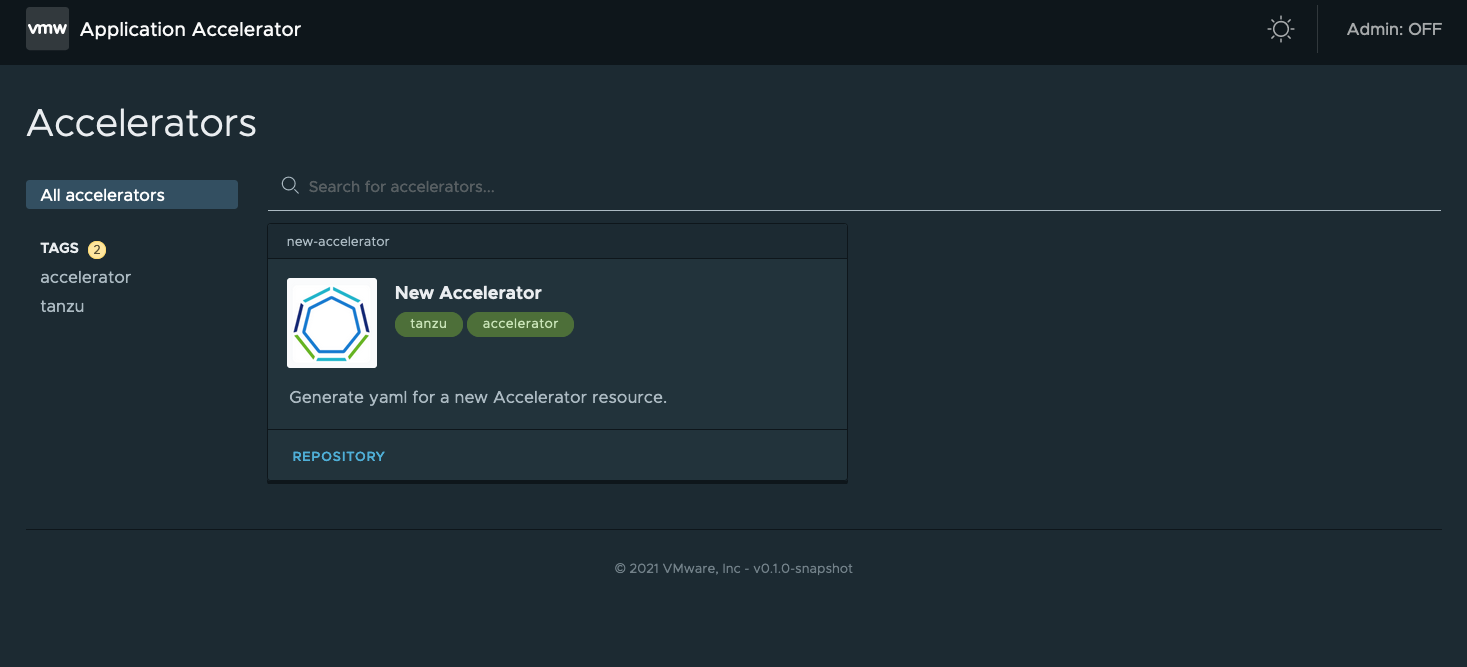 vmw Application Accelerator
Admin: OFF
Accelerators
All accelerators
Search for accelerators...
TAGS 2
accelerator
tanzu
new-accelerator
New Accelerator
tanzu accelerator
Generate yaml for a new Accelerator resource.
REPOSITORY
© 2021 VMware, Inc - v0.1.0-snapshot